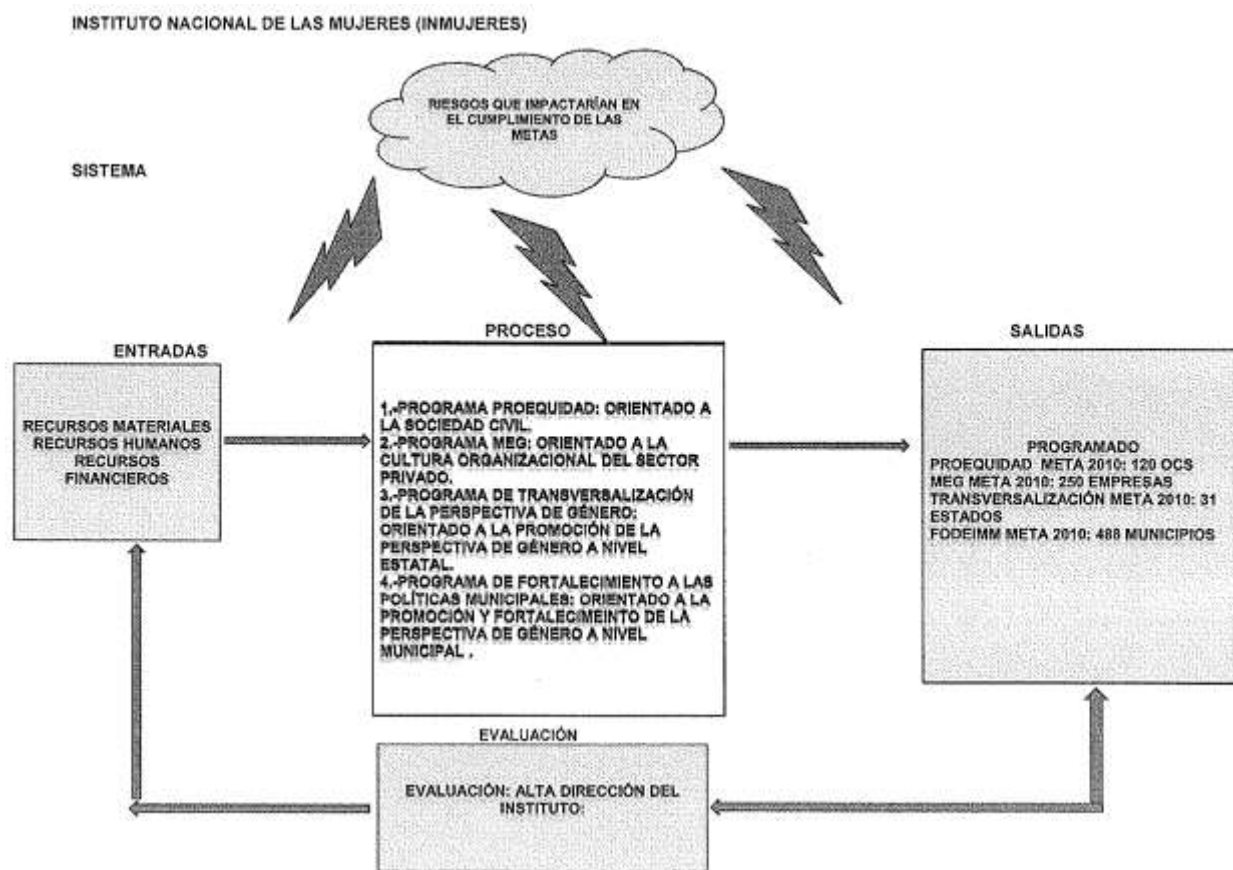 INSTITUTO NACIONAL DE LAS MUJERES (INMUJERES)
RIESGOS QUE IMPACTARÍAN EN
EL CUMPLIMIENTO DE LAS
METAS
SISTEMA
ENTRADAS
RECURSOS MATERIALES
RECURSOS HUMANOS
RECURSOS
FINANCIEROS
PROCESO
1.-PROGRAMA PROEQUIDAD: ORIENTADO A
LA SOCIEDAD CIVIL.
2.-PROGRAMA MEG: ORIENTADO A LA
CULTURA ORGANIZACIONAL DEL SECTOR
PRIVADO.
3.-PROGRAMA DE TRANSVERSALIZACIÓN
DE LA PERSPECTIVA DE GÉNERO:
ORIENTADO A LA PROMOCIÓN DE LA
PERSPECTIVA DE GÉNERO A NIVEL
ESTATAL.
4.-PROGRAMA DE FORTALECIMIENTO A LAS
POLÍTICAS MUNICIPALES: ORIENTADO A LA
PROMOCIÓN Y FORTALECIMEINTO DE LA
PERSPECTIVA DE GÉNERO A NIVEL
MUNICIPAL .
SALIDAS
PROGRAMADO
PROEQUIDAD META 2010: 120 OCS
MEG META 2010: 250 EMPRESAS
TRANSVERSALIZACIÓN META 2010: 31
ESTADOS
FODEIMM META 2010: 488 MUNICIPIOS
EVALUACIÓN
EVALUACIÓN: ALTA DIRECCIÓN DEL
INSTITUTO: